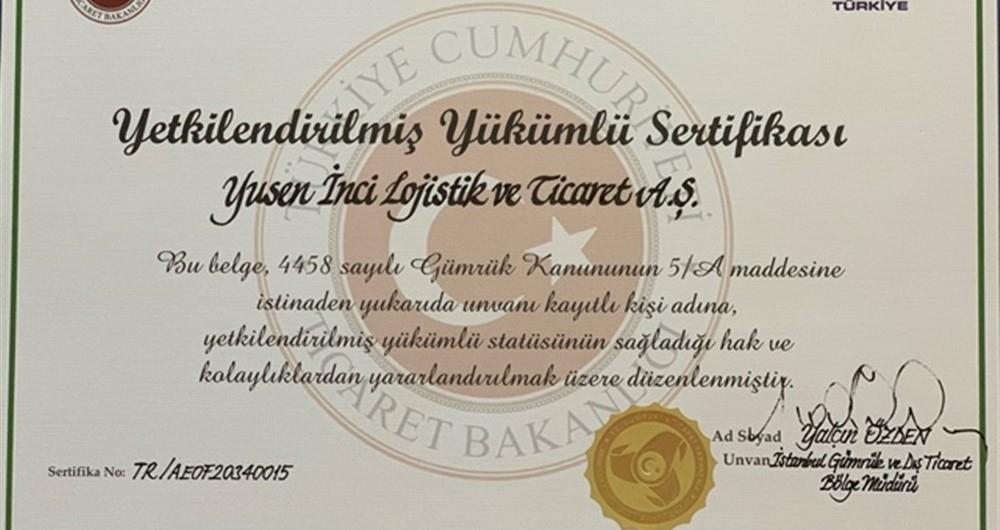 TİCARET BAKANLIĞI
TÜRKİYE
TÜRKİYE CUMHURİYETİ
Yetkilendirilmiş Yükümlü Sertifikası
Yusen İnci Lojistik ve Ticaret A.Ş.
Bu belge, 4458 sayılı Gümrük Kanununun 5/A maddesine
istinaden yukarıda unvanı kayıtlı kişi adına,
yetkilendirilmiş yükümlü statüsünün sağladığı hak ve
kolaylıklardan yararlandırılmak üzere düzenlenmiştir.
TİCARET BAKANLIĞI
Ad Soyad Yalçın ÖZDEN
Unvan İstanbul Gümrük ve Dış Ticaret
Bölge Müdürü
Sertifika No: TR/AEOF20340015